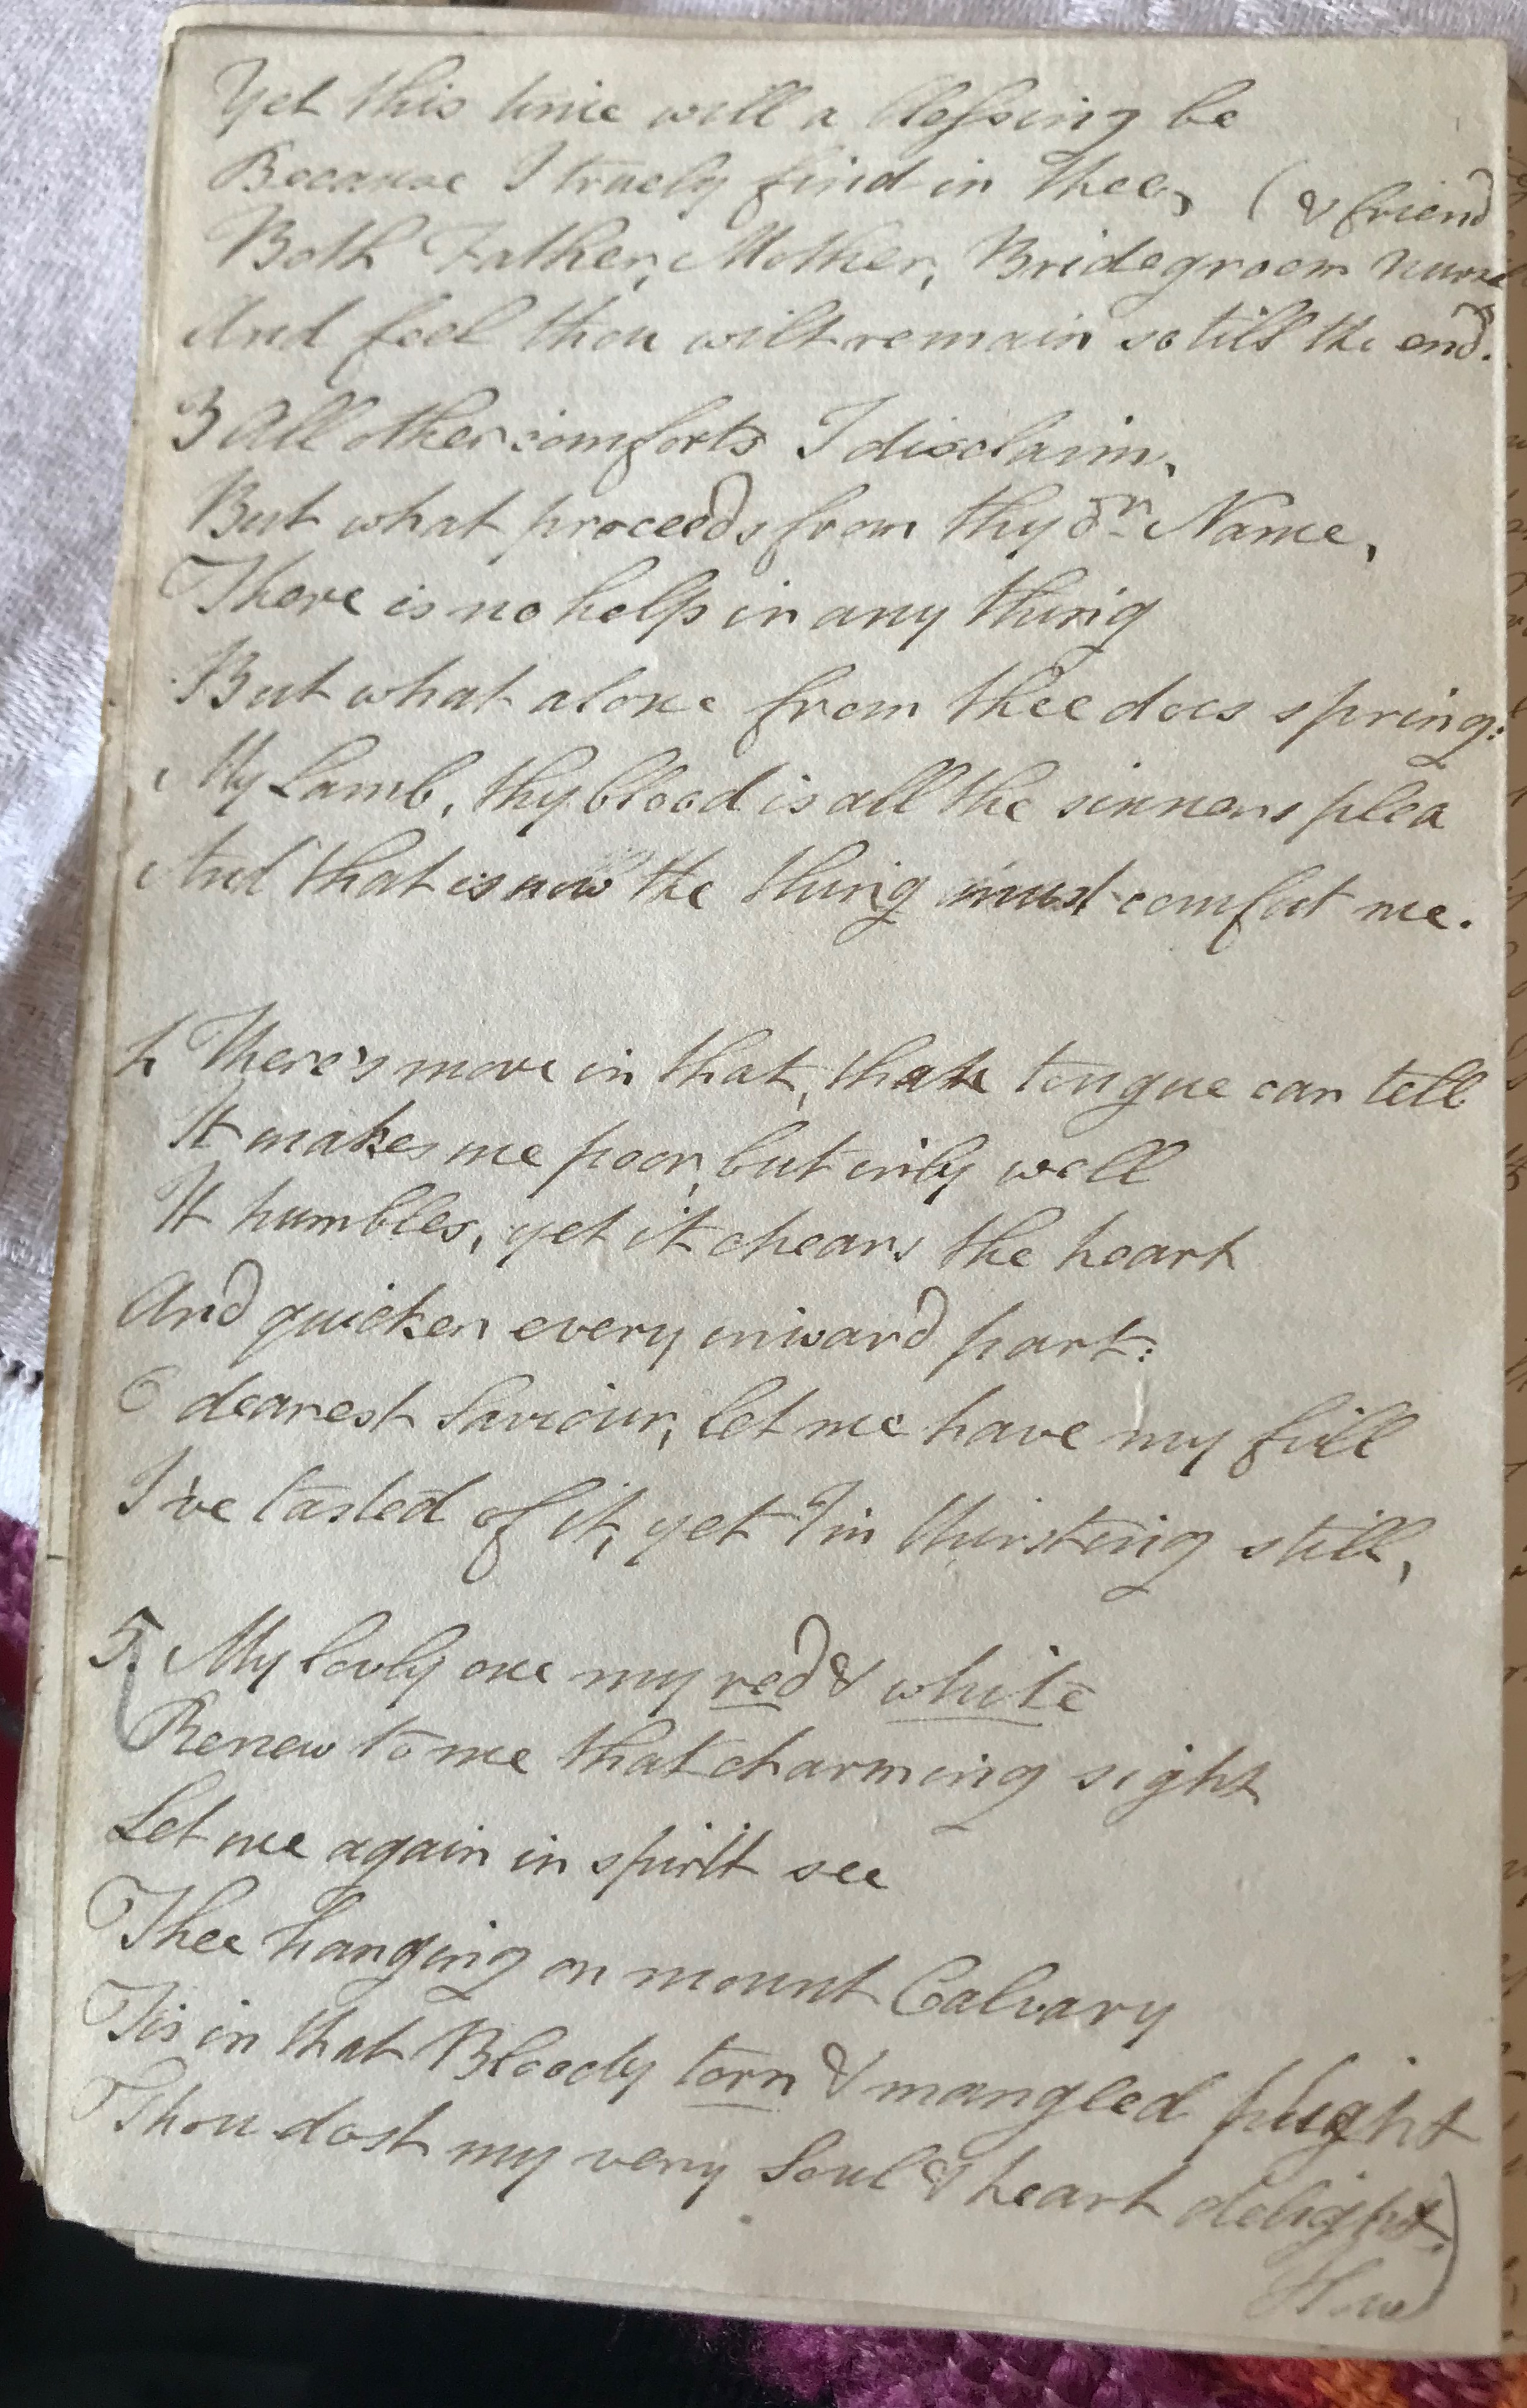 Yet this time will a blessing be
Because I truely find in thee, (& friend
Both Father, Mother, Bridegroom nurse
And feel thou wilt remain so till the end.
3 All other comforts I disclaim,
But what proceeds from thy dr. Name,
There is no help in any thing
But what alone from thee does spring:
My Lamb, thy blood is all the sinners plea
And that is now the thing must comfort me.
4 There's more in that, than tongue can tell
It makes me poor, but inly well
It humbles, yet it chears the heart
And quicken every inward part:
O dearest Saviour, let me have my fill
I've tasted of it, yet I'm thirsting still,
5. My lovly one my red & white
Renew to me that charming sight
Let me again in spirit see
Thee hanging on mount Calvary
Tis in that Bloody torn & mangled plight
Thou dost my very Soul & heart delight.)